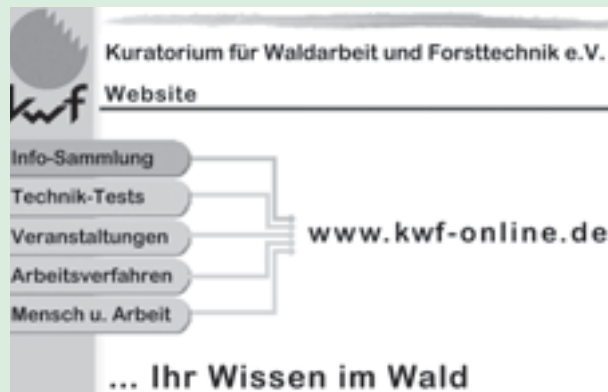 Kuratorium für Waldarbeit und Forsttechnik e.V.
kwf
Website
Info-Sammlung
Technik-Tests
Veranstaltungen
Arbeitsverfahren
Mensch u. Arbeit
www.kwf-online.de
... Ihr Wissen im Wald